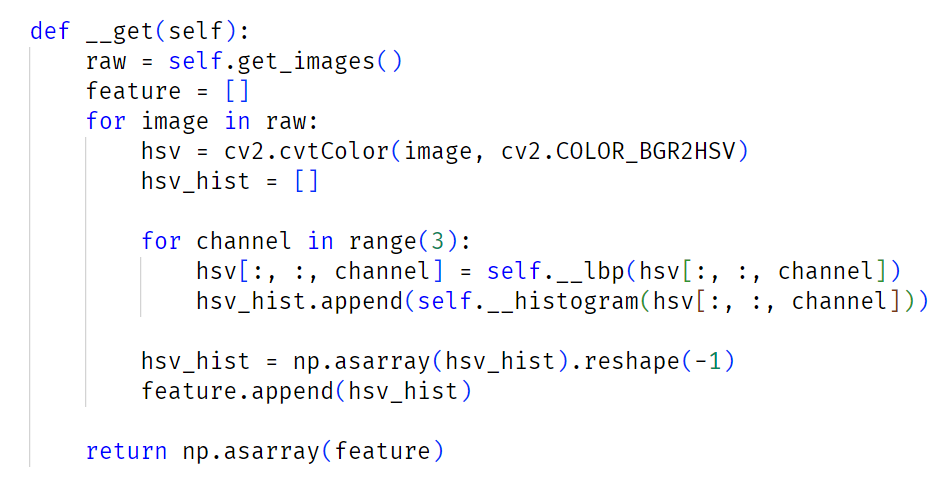 def __get(self):
    raw = self.get_images()
    feature = []
    for image in raw:
        hsv = cv2.cvtColor(image, cv2.COLOR_BGR2HSV)
        hsv_hist = []

        for channel in range(3):
            hsv[:, :, channel] = self.__lbp(hsv[:, :, channel])
            hsv_hist.append(self.__histogram(hsv[:, :, channel]))

        hsv_hist = np.asarray(hsv_hist).reshape(-1)
        feature.append(hsv_hist)

    return np.asarray(feature)